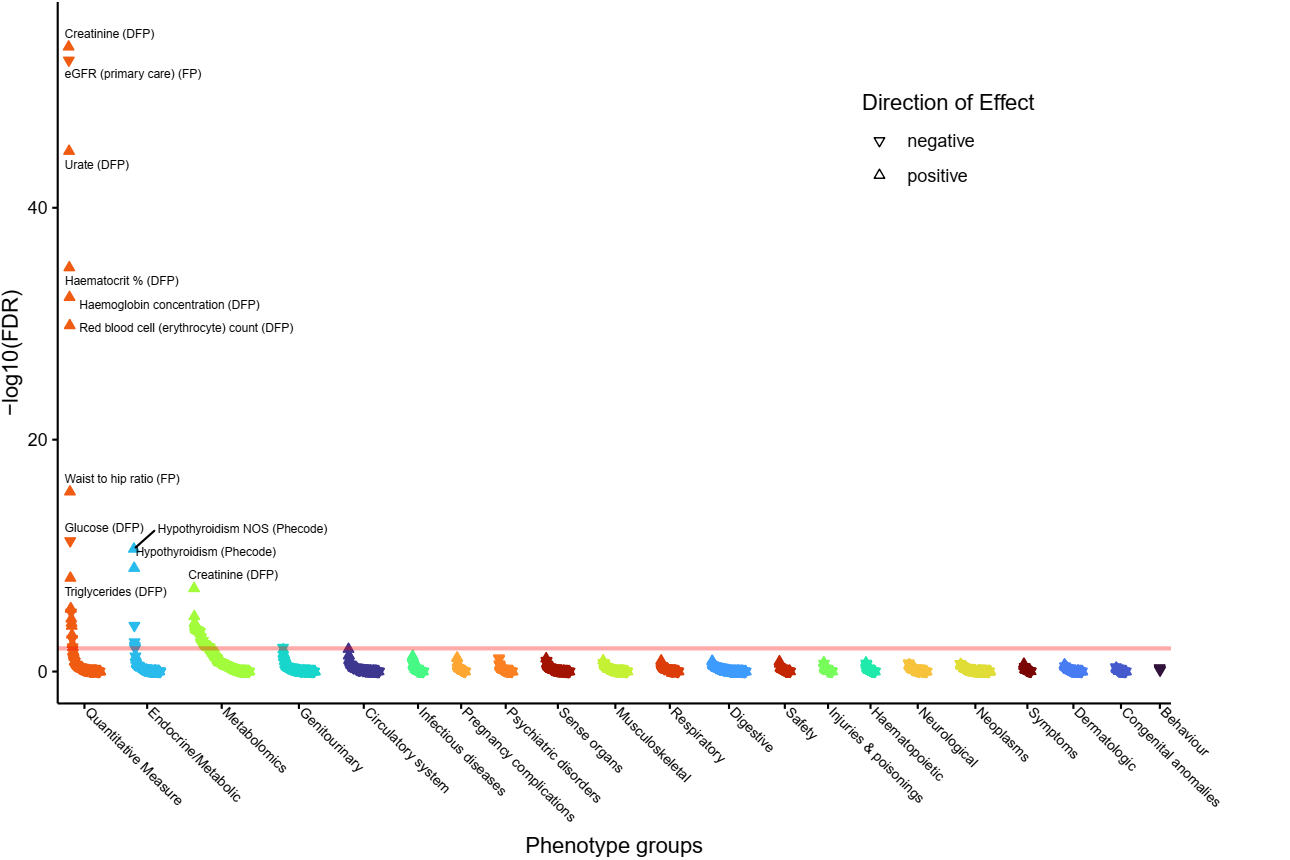 Creatinine (DFP)
eGFR (primary care) (FP)
Direction of Effect
negative
Urate (DFP)
positive
40
Haematocrit % (DFP)
Haemoglobin concentration (DFP)
Red blood cell (erythrocyte) count (DFP)
−log10(FDR)
20
Waist to hip ratio (FP)
Glucose (DFP)
Hypothyroidism NOS (Phecode)
Hypothyroidism (Phecode)
Creatinine (DFP)
Triglycerides (DFP)
0
Quantitative Measure
Endocrine/Metabolic
Metabolomics
Genitourinary
Circulatory system
Infectious diseases
Pregnancy complications
Psychiatric disorders
Sense organs
Musculoskeletal
Respiratory
Digestive
Safety
Injuries & poisonings
Haematopoietic
Neurological
Neoplasms
Symptoms
Dermatologic
Congenital anomalies
Behaviour
Phenotype groups